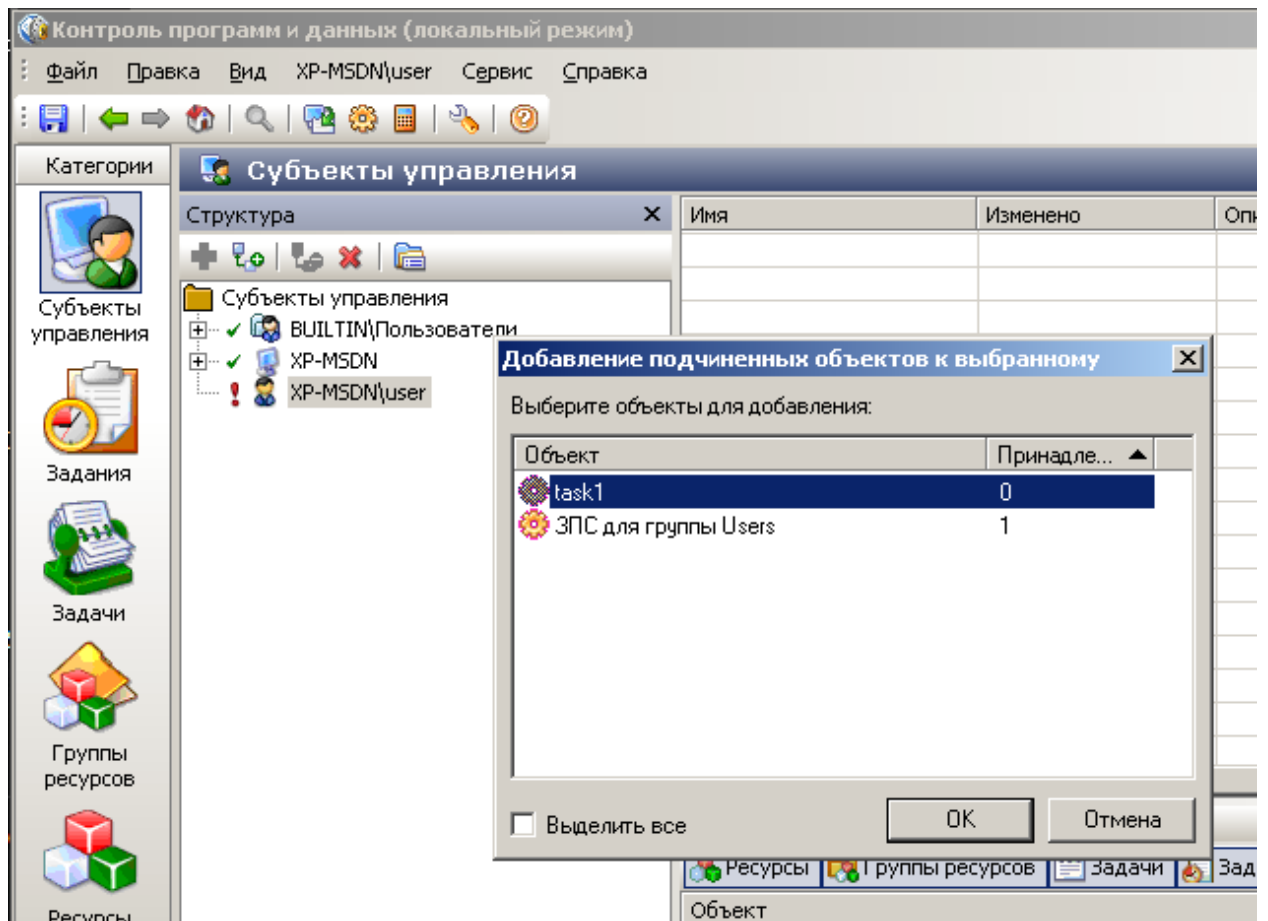 Контроль программ и данных (локальный режим)
Файл Правка Вид XP-MSDN\user Сервис Справка
Категории
Субъекты управления
Структура
Имя Изменено
Субъекты
управления
Задания
Задачи
Группы
ресурсов
Ресурсы
Субъекты управления
BUILTIN\Пользователи
XP-MSDN
XP-MSDN\user
Добавление подчиненных объектов к выбранному
Выберите объекты для добавления:
Объект Принадле...
task1 0
ЗПС для группы Users 1
Выделить все
OK Отмена
Ресурсы Группы ресурсов Задачи
Объект